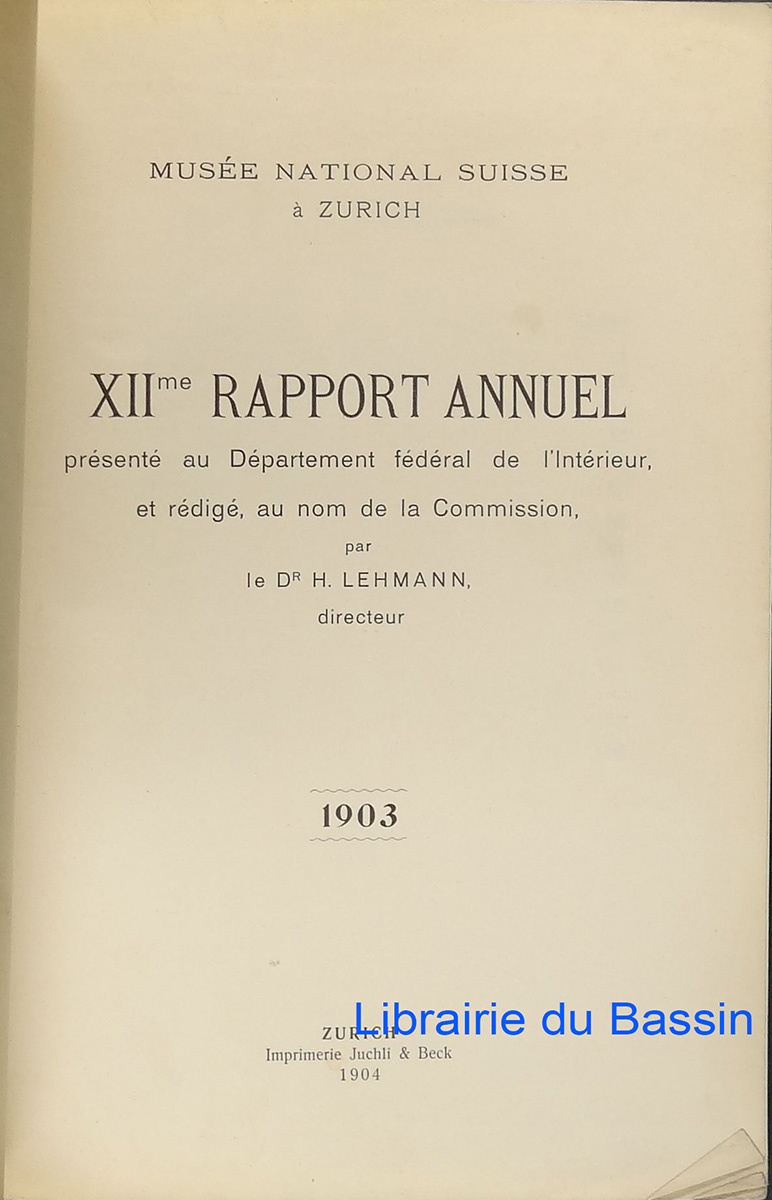 MUSÉE NATIONAL SUISSE
à ZURICH
XIIme RAPPORT ANNUEL
présenté au Département fédéral de l'Intérieur,
et rédigé, au nom de la Commission,
par
le DR H. LEHMANN,
directeur
1903
Librairie du Bassin
ZURICH
Imprimerie Juchli & Beck
1904